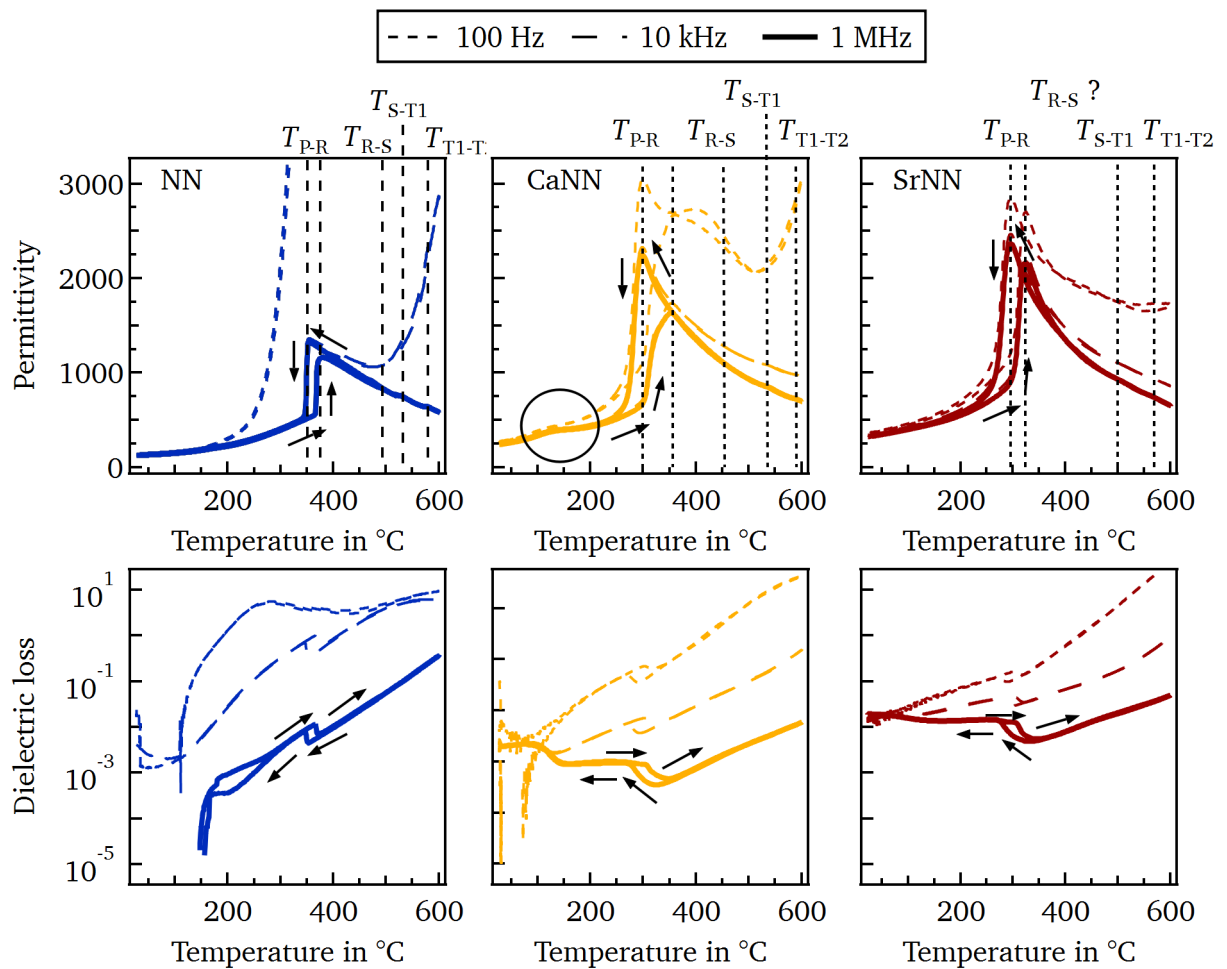 100 Hz 10 kHz 1 MHz
T_S-T1 T_P-R T_R-S T_T1-T2
T_S-T1 T_P-R T_R-S T_T1-T2
T_R-S ? T_P-R T_S-T1 T_T1-T2
Permittivity
NN CaNN SrNN
3000
2000
1000
0
200 400 600 200 400 600 200 400 600
Temperature in °C Temperature in °C Temperature in °C
Dielectric loss
10^1
10^-1
10^-3
10^-5
200 400 600 200 400 600 200 400 600
Temperature in °C Temperature in °C Temperature in °C